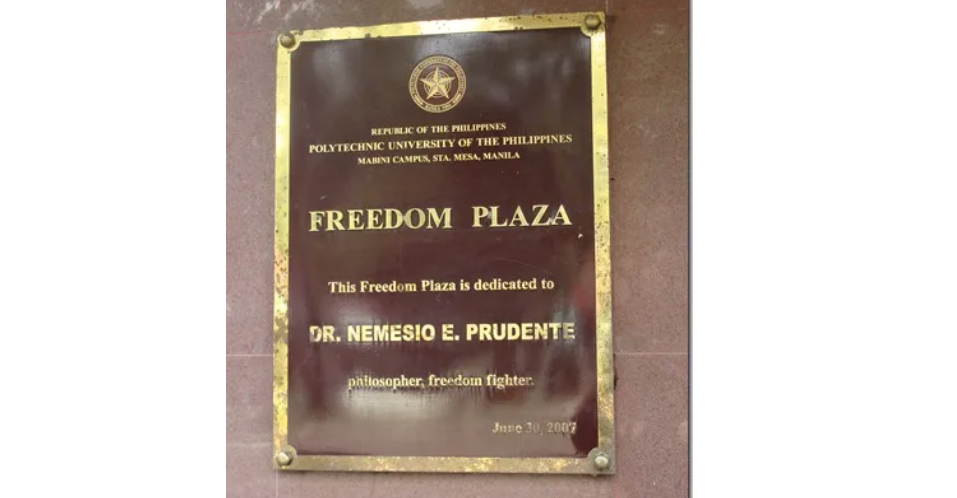 REPUBLIC OF THE PHILIPPINES
POLYTECHNIC UNIVERSITY OF THE PHILIPPINES
MABINI CAMPUS, STA. MESA, MANILA
FREEDOM PLAZA
This Freedom Plaza is dedicated to
DR. NEMESIO E. PRUDENTE
philosopher, freedom fighter.
June 30, 2007